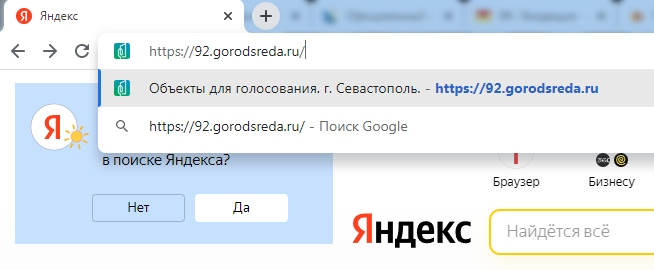 Яндекс
https://92.gorodsreda.ru/
Объекты для голосования. г. Севастополь. - https://92.gorodsreda.ru
https://92.gorodsreda.ru/ - Поиск Google
Я
в поиске Яндекса?
Нет
Да
Браузер
Бизнесу
Яндекс
Найдётся всё